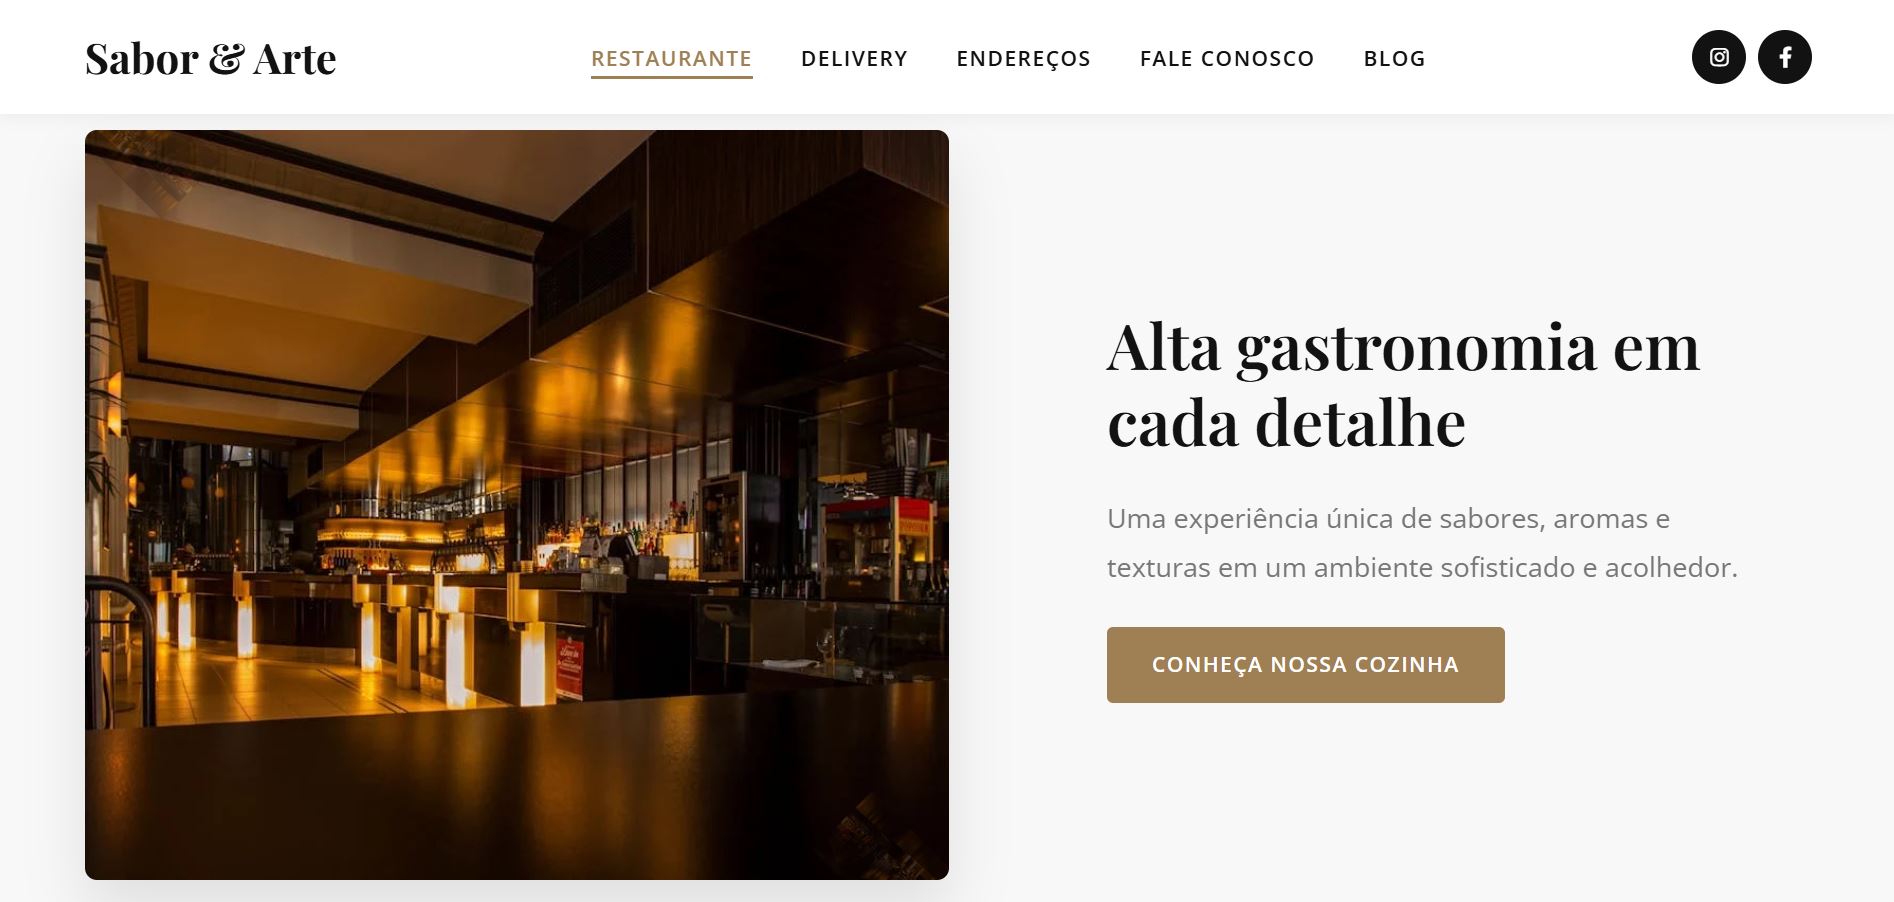 Sabor & Arte
RESTAURANTE DELIVERY ENDEREÇOS FALE CONOSCO BLOG
Alta gastronomia em
cada detalhe
Uma experiência única de sabores, aromas e
texturas em um ambiente sofisticado e acolhedor.
CONHEÇA NOSSA COZINHA